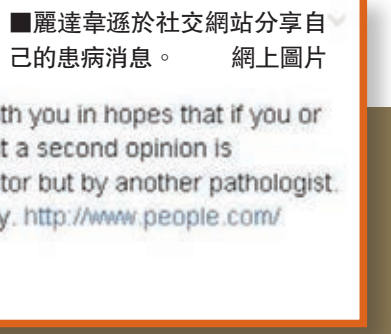 ■麗達韋遜於社交網站分享自
己的患病消息。 網上圖片
th you in hopes that if you or
t a second opinion is
tor but by another pathologist.
y. http://www.people.com/